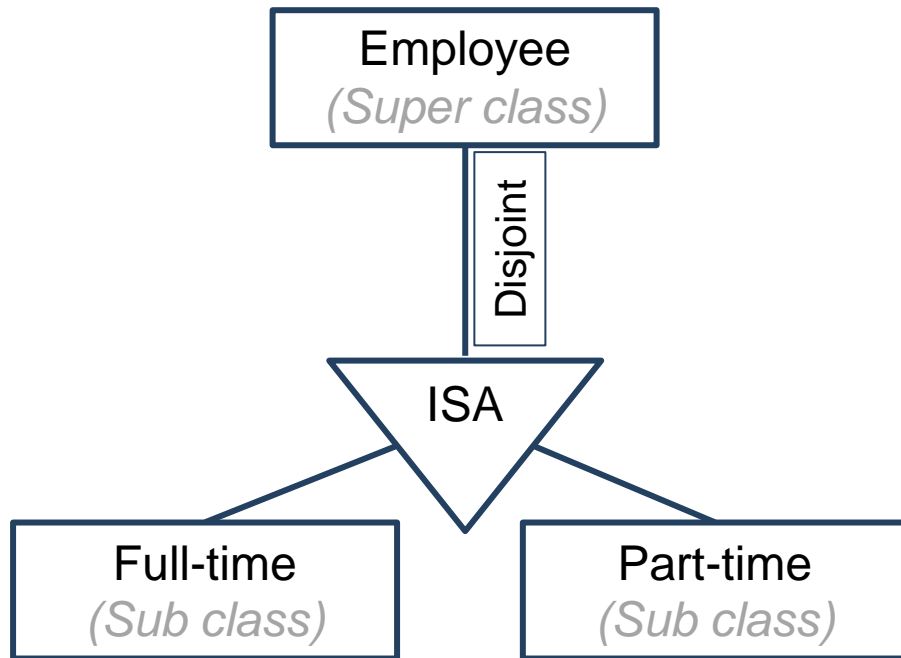 Employee
(Super class)
Disjoint
ISA
Full-time
(Sub class)
Part-time
(Sub class)